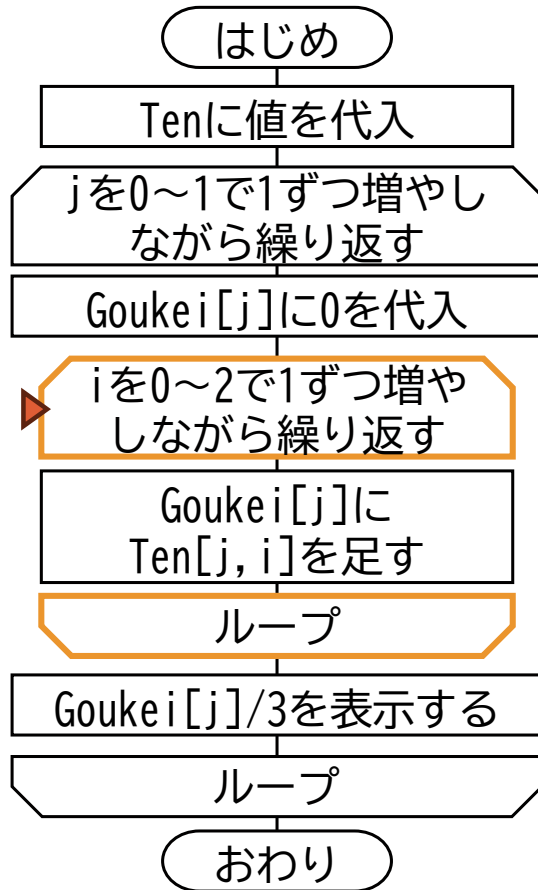 はじめ
Tenに値を代入
jを0～1で1ずつ増やし
ながら繰り返す
Goukei[j]に0を代入
iを0～2で1ずつ増や
しながら繰り返す
Goukei[j]に
Ten[j,i]を足す
ループ
Goukei[j]/3を表示する
ループ
おわり